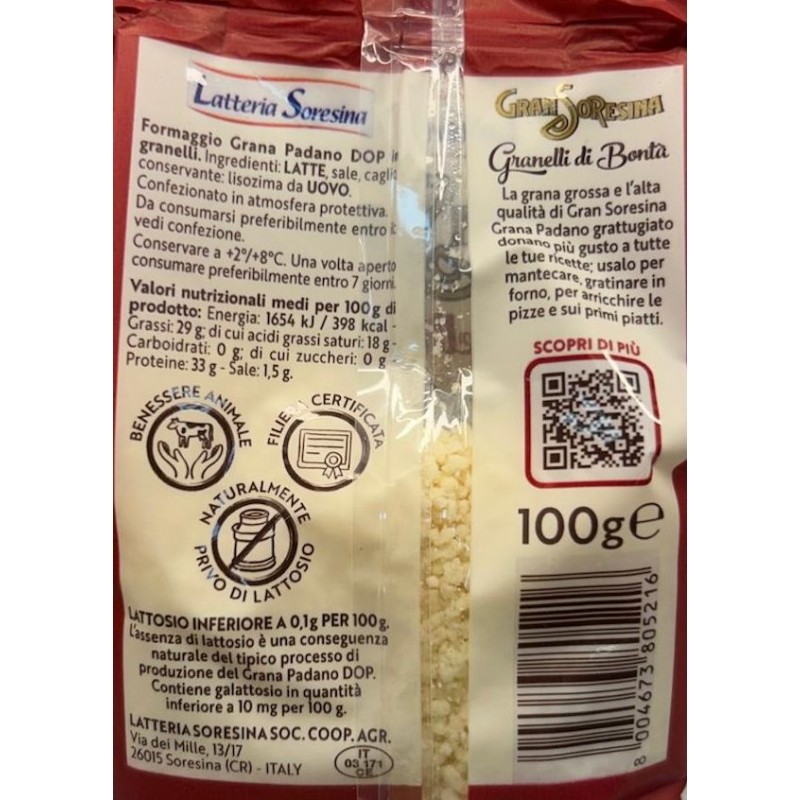 Latteria Soresina
Formaggio Grana Padano DOP in
granelli. Ingredienti: LATTE, sale, caglio
conservante: lisozima da UOVO.
Confezionato in atmosfera protettiva.
Da consumarsi preferibilmente entro
vedi confezione.
Conservare a +2°/+8°C. Una volta aperto
consumare preferibilmente entro 7 giorni.
Valori nutrizionali medi per 100g di
prodotto: Energia: 1654 kJ / 398 kcal -
Grassi: 29 g; di cui acidi grassi saturi: 18 g -
Carboidrati: 0 g; di cui zuccheri: 0 g -
Proteine: 33 g - Sale: 1,5 g.
BENESSERE ANIMALE
FILIERA CERTIFICATA
NATURALMENTE
PRIVO DI LATTOSIO
LATTOSIO INFERIORE A 0,1g PER 100g.
L'assenza di lattosio è una conseguenza
naturale del tipico processo di
produzione del Grana Padano DOP.
Contiene galattosio in quantità
inferiore a 10 mg per 100 g.
LATTERIA SORESINA SOC. COOP. AGR.
Via dei Mille, 13/17
26015 Soresina (CR) - ITALY
IT
03 171
CE
GRAN SORESINA
Granelli di Bontà
La grana grossa e l'alta
qualità di Gran Soresina
Grana Padano grattugiato
donano più gusto a tutte
le tue ricette; usalo per
mantecare, gratinare in
forno, per arricchire le
pizze e sui primi piatti.
SCOPRI DI PIÙ
100g℮
8 004673 805216